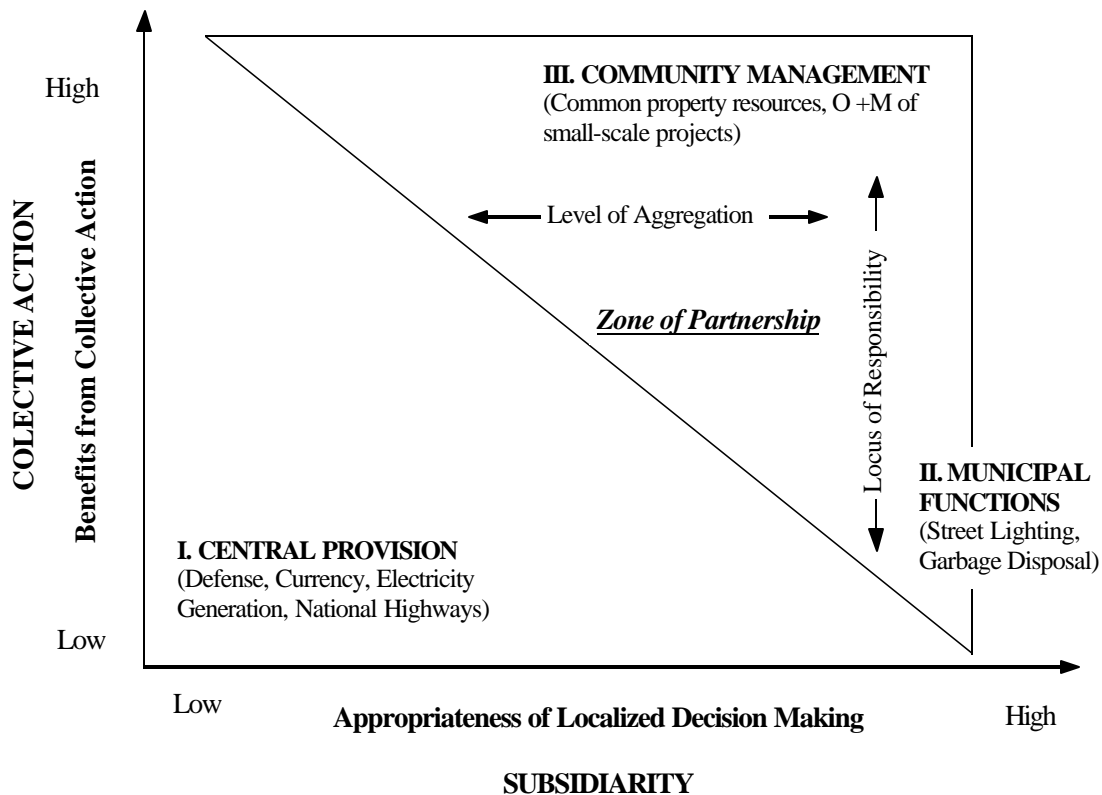 High
III. COMMUNITY MANAGEMENT
(Common property resources, O +M of
small-scale projects)
COLECTIVE ACTION
Benefits from Collective Action
Level of Aggregation
Locus of Responsibility
Zone of Partnership
II. MUNICIPAL
FUNCTIONS
(Street Lighting,
Garbage Disposal)
I. CENTRAL PROVISION
(Defense, Currency, Electricity
Generation, National Highways)
Low
Low
Appropriateness of Localized Decision Making
High
SUBSIDIARITY